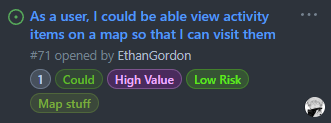 As a user, I could be able view activity
items on a map so that I can visit them
#71 opened by EthanGordon
1 Could High Value Low Risk
Map stuff